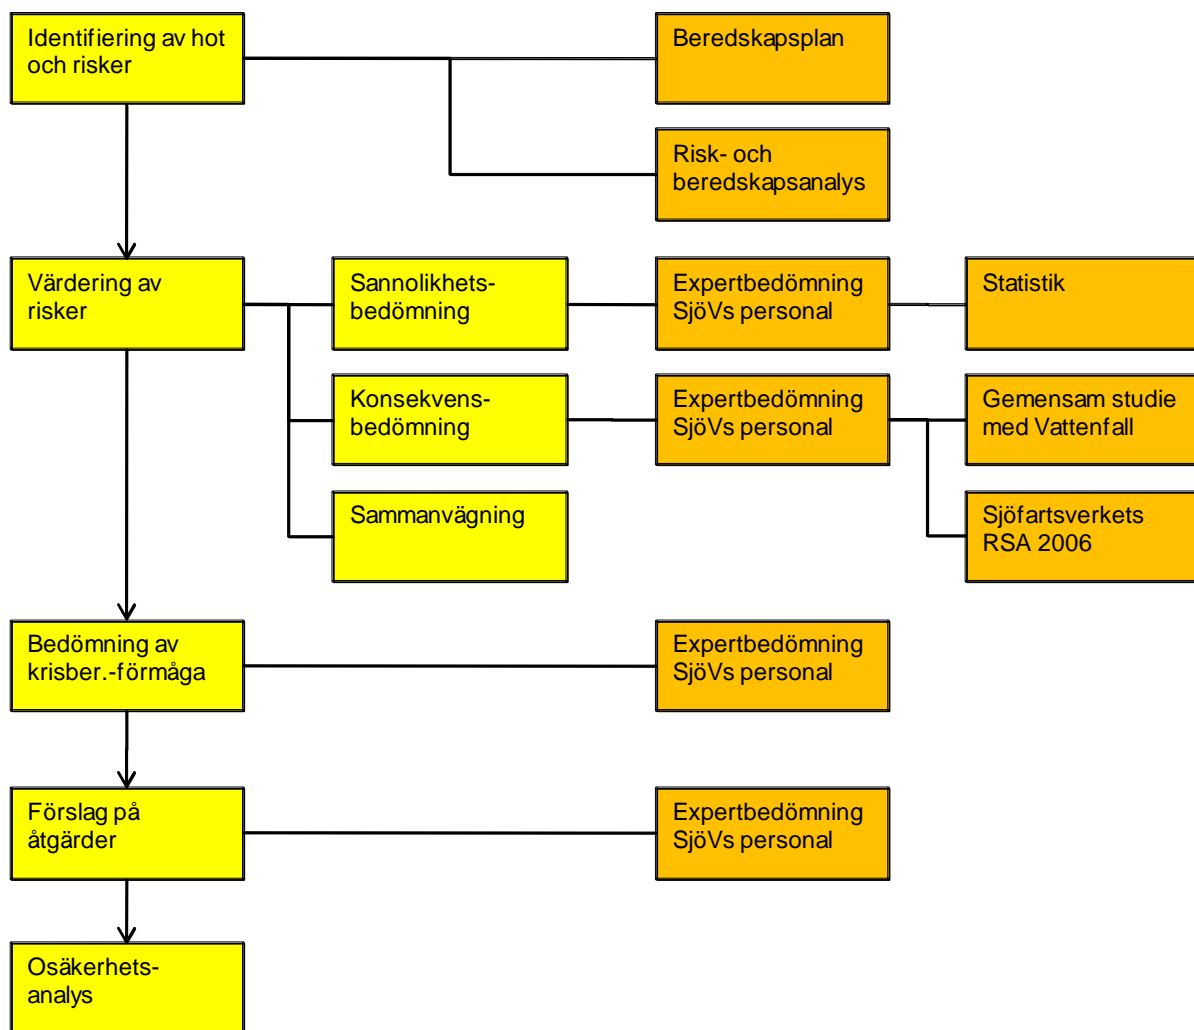 Identifiering av hot
och risker
Beredskapsplan
Risk- och
beredskapsanalys
Värdering av
risker
Sannolikhets-
bedömning
Expertbedömning
SjöVs personal
Statistik
Konsekvens-
bedömning
Expertbedömning
SjöVs personal
Gemensam studie
med Vattenfall
Sammanvägning
Sjöfartsverkets
RSA 2006
Bedömning av
krisber.-förmåga
Expertbedömning
SjöVs personal
Förslag på
åtgärder
Expertbedömning
SjöVs personal
Osäkerhets-
analys